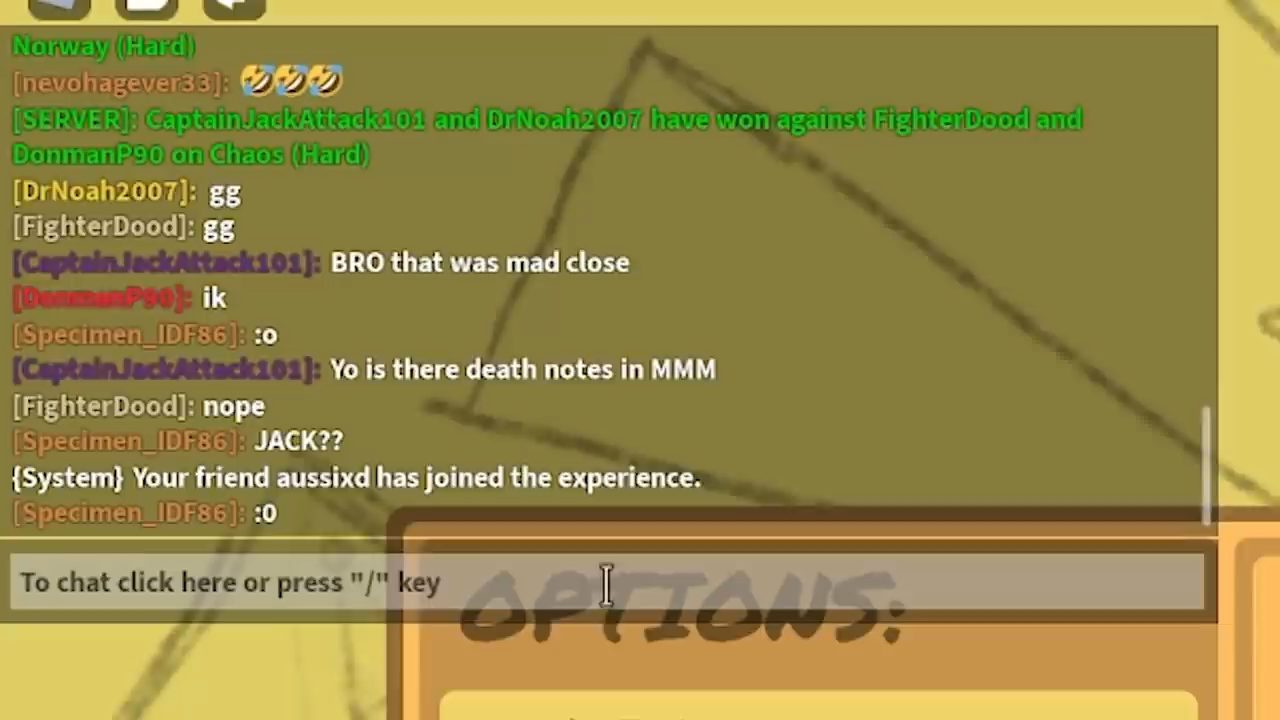 Norway (Hard)
[nevohagever33]: 🤣🤣🤣
[SERVER]: CaptainJackAttack101 and DrNoah2007 have won against FighterDood and
DonmanP90 on Chaos (Hard)
[DrNoah2007]: gg
[FighterDood]: gg
[CaptainJackAttack101]: BRO that was mad close
[DonmanP90]: ik
[Specimen_IDF86]: :o
[CaptainJackAttack101]: Yo is there death notes in MMM
[FighterDood]: nope
[Specimen_IDF86]: JACK??
{System} Your friend aussixd has joined the experience.
[Specimen_IDF86]: :0
To chat click here or press "/" key
OPTIONS: